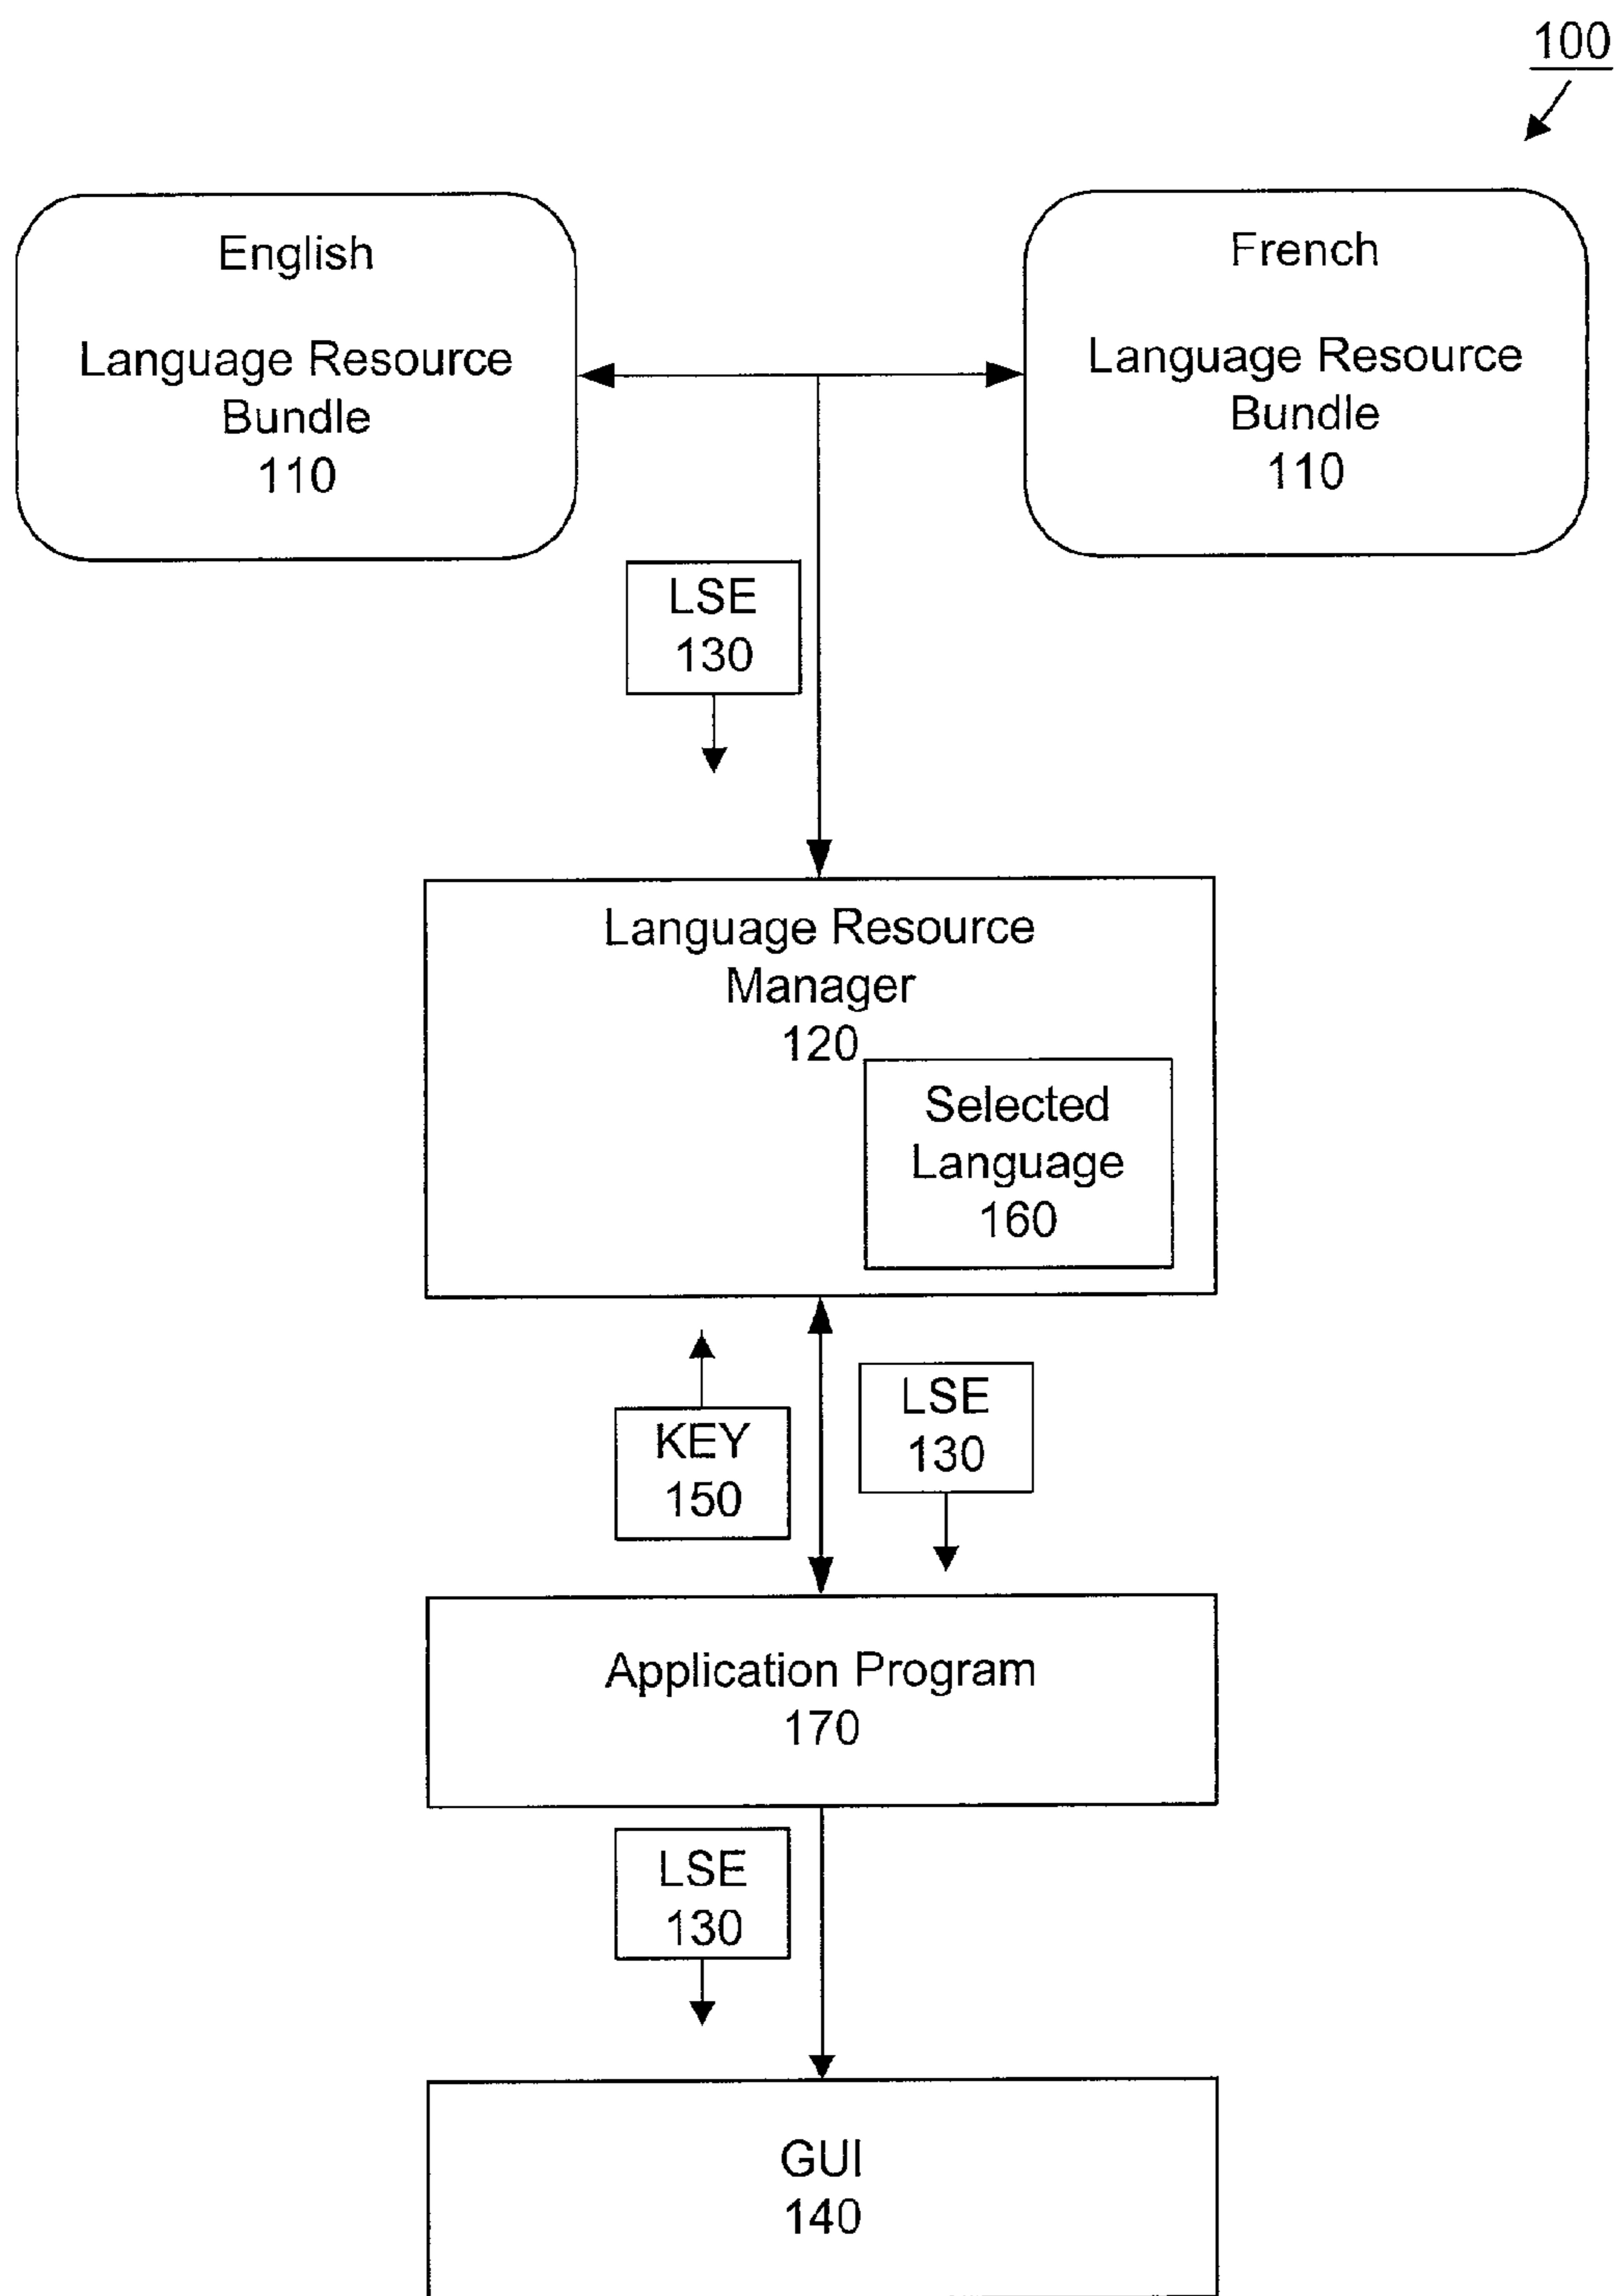 100
English
Language Resource
Bundle
110
French
Language Resource
Bundle
110
LSE
130
Language Resource
Manager
120
Selected
Language
160
KEY
150
LSE
130
Application Program
170
LSE
130
GUI
140